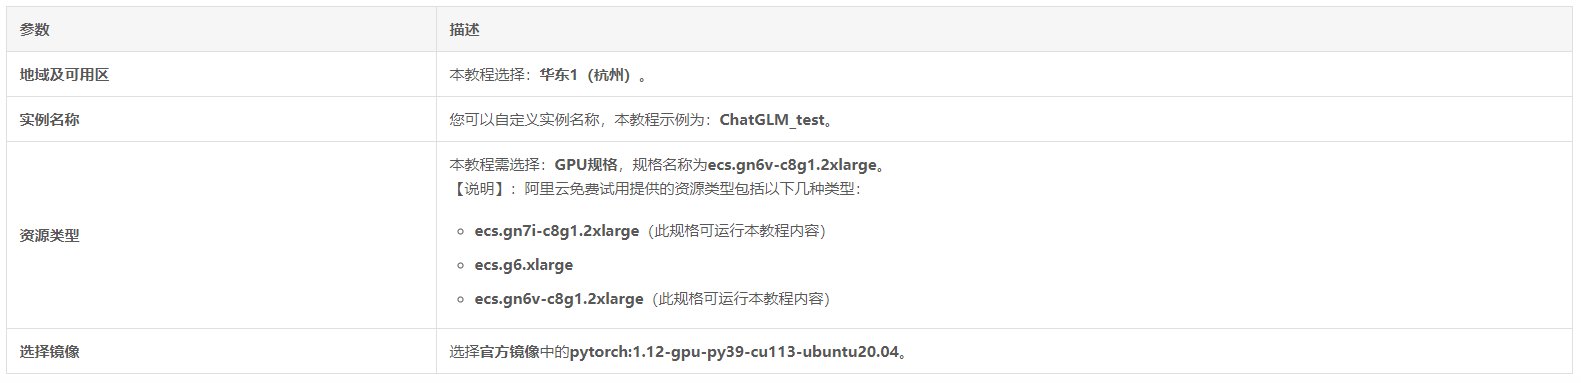 参数
描述
地域及可用区
本教程选择：华东1（杭州）。
实例名称
您可以自定义实例名称，本教程示例为：ChatGLM_test。
资源类型
本教程需选择：GPU规格，规格名称为ecs.gn6v-c8g1.2xlarge。
【说明】：阿里云免费试用提供的资源类型包括以下几种类型：
ecs.gn7i-c8g1.2xlarge（此规格可运行本教程内容）
ecs.g6.xlarge
ecs.gn6v-c8g1.2xlarge（此规格可运行本教程内容）
选择镜像
选择官方镜像中的pytorch:1.12-gpu-py39-cu113-ubuntu20.04。